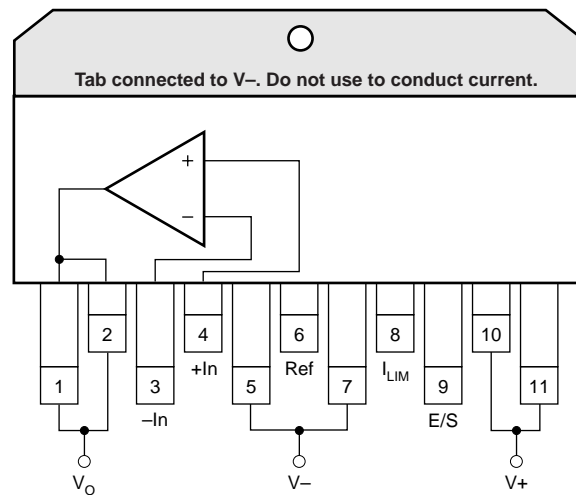 Tab connected to V–. Do not use to conduct current.
+
–
2
4
6
8
10
+In
Ref
I_LIM
1
3
5
7
9
11
–In
E/S
V_O
V–
V+